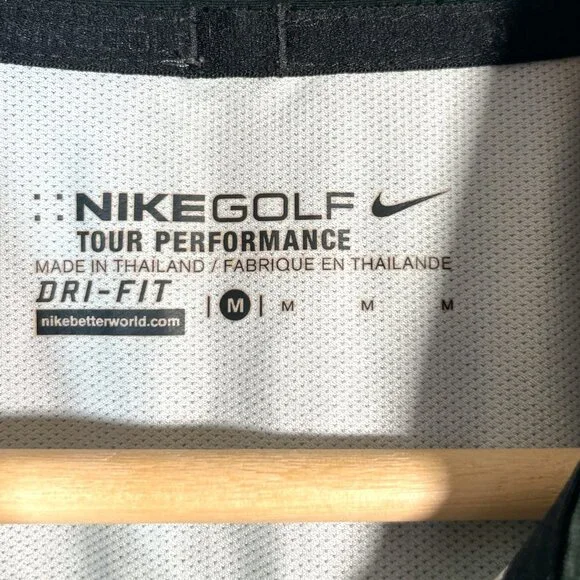 NIKEGOLF
TOUR PERFORMANCE
MADE IN THAILAND / FABRIQUE EN THAILANDE
DRI-FIT
nikebetterworld.com
| M | M M M